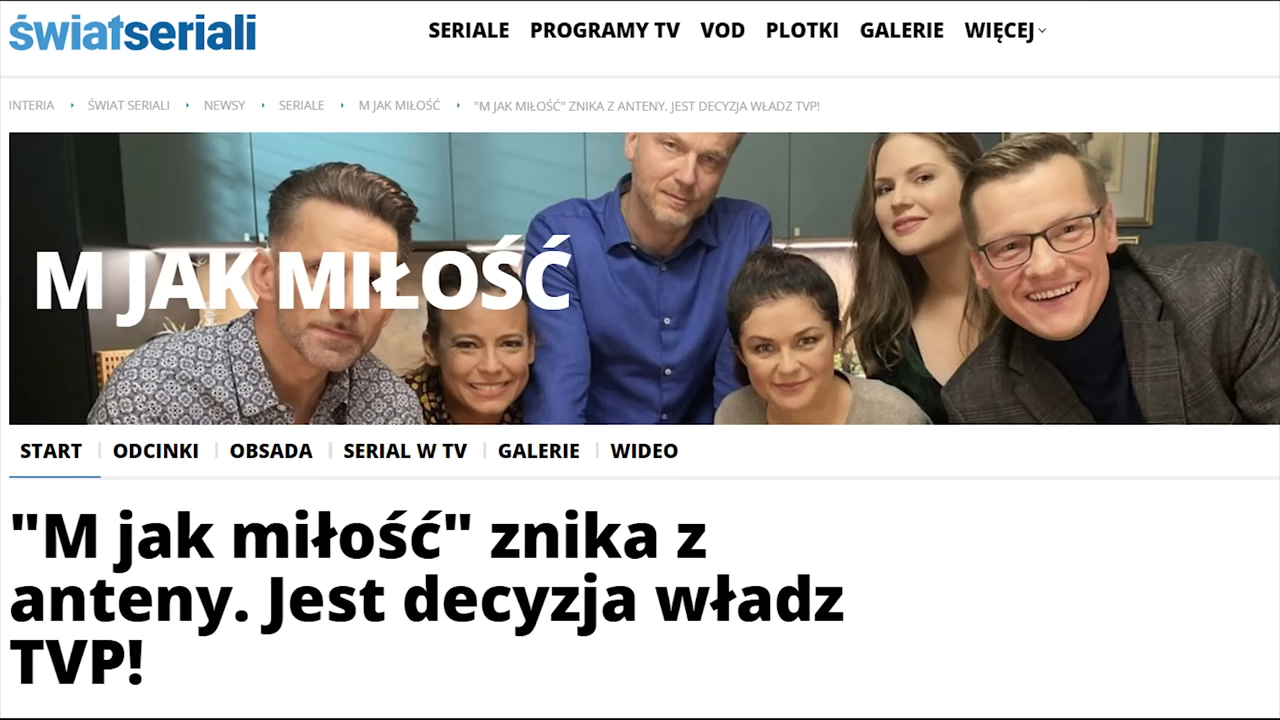 światseriali
SERIALE PROGRAMY TV VOD PLOTKI GALERIE WIĘCEJ
INTERIA ŚWIAT SERIALI NEWSY SERIALE M JAK MIŁOŚĆ "M JAK MIŁOŚĆ" ZNIKA Z ANTENY. JEST DECYZJA WŁADZ TVP!
M JAK MIŁOŚĆ
START ODCINKI OBSADA SERIAL W TV GALERIE WIDEO
"M jak miłość" znika z
anteny. Jest decyzja władz
TVP!